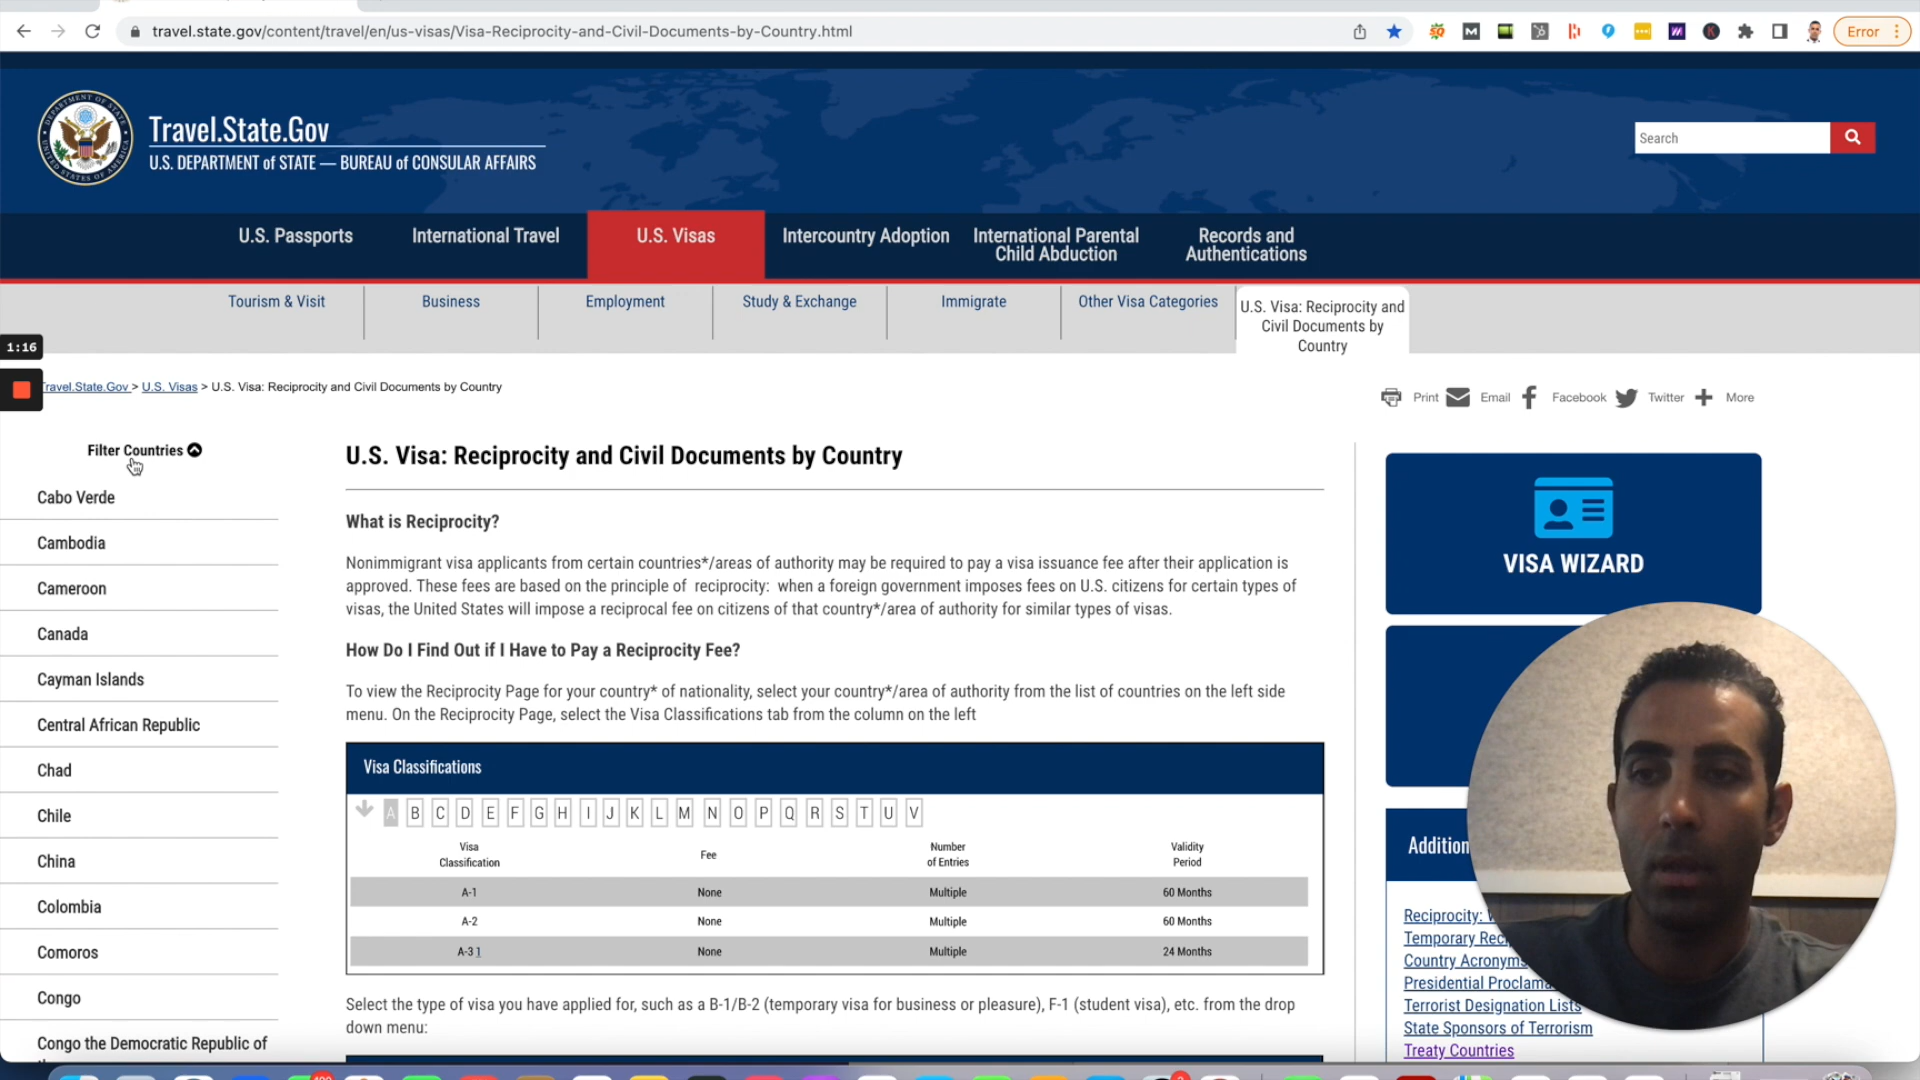 travel.state.gov/content/travel/en/us-visas/Visa-Reciprocity-and-Civil-Documents-by-Country.html
Error
Travel.State.Gov
U.S. DEPARTMENT of STATE — BUREAU of CONSULAR AFFAIRS
Search
U.S. Passports
International Travel
U.S. Visas
Intercountry Adoption
International Parental
Child Abduction
Records and
Authentications
Tourism & Visit
Business
Employment
Study & Exchange
Immigrate
Other Visa Categories
U.S. Visa: Reciprocity and
Civil Documents by
Country
1:16
Travel.State.Gov > U.S. Visas > U.S. Visa: Reciprocity and Civil Documents by Country
Print
Email
Facebook
Twitter
More
Filter Countries
Cabo Verde
Cambodia
Cameroon
Canada
Cayman Islands
Central African Republic
Chad
Chile
China
Colombia
Comoros
Congo
Congo the Democratic Republic of
U.S. Visa: Reciprocity and Civil Documents by Country
What is Reciprocity?
Nonimmigrant visa applicants from certain countries*/areas of authority may be required to pay a visa issuance fee after their application is
approved. These fees are based on the principle of reciprocity: when a foreign government imposes fees on U.S. citizens for certain types of
visas, the United States will impose a reciprocal fee on citizens of that country*/area of authority for similar types of visas.
How Do I Find Out if I Have to Pay a Reciprocity Fee?
To view the Reciprocity Page for your country* of nationality, select your country*/area of authority from the list of countries on the left side
menu. On the Reciprocity Page, select the Visa Classifications tab from the column on the left
Visa Classifications
A B C D E F G H I J K L M N O P Q R S T U V
Visa
Classification
Fee
Number
of Entries
Validity
Period
A-1 None Multiple 60 Months
A-2 None Multiple 60 Months
A-3 1 None Multiple 24 Months
Select the type of visa you have applied for, such as a B-1/B-2 (temporary visa for business or pleasure), F-1 (student visa), etc. from the drop
down menu:
VISA WIZARD
Addition
Reciprocity:
Temporary Reci
Country Acronyms
Presidential Proclama
Terrorist Designation Lists
State Sponsors of Terrorism
Treaty Countries